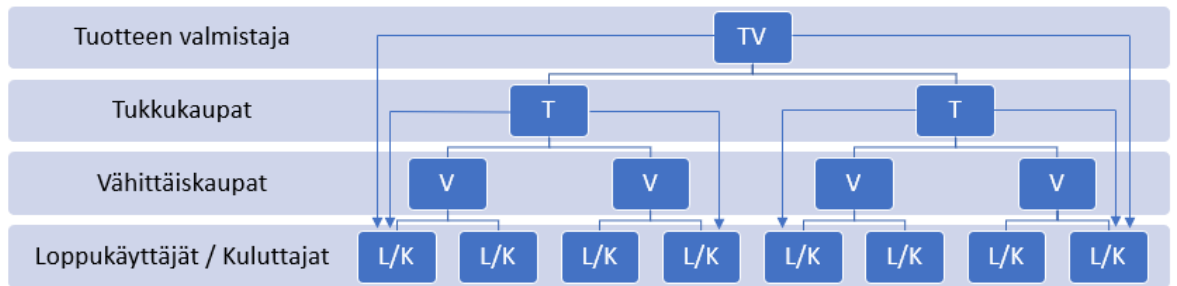 Tuotteen valmistaja TV
Tukkukaupat T T
Vähittäiskaupat V V V V
Loppukäyttäjät / Kuluttajat L/K L/K L/K L/K L/K L/K L/K L/K